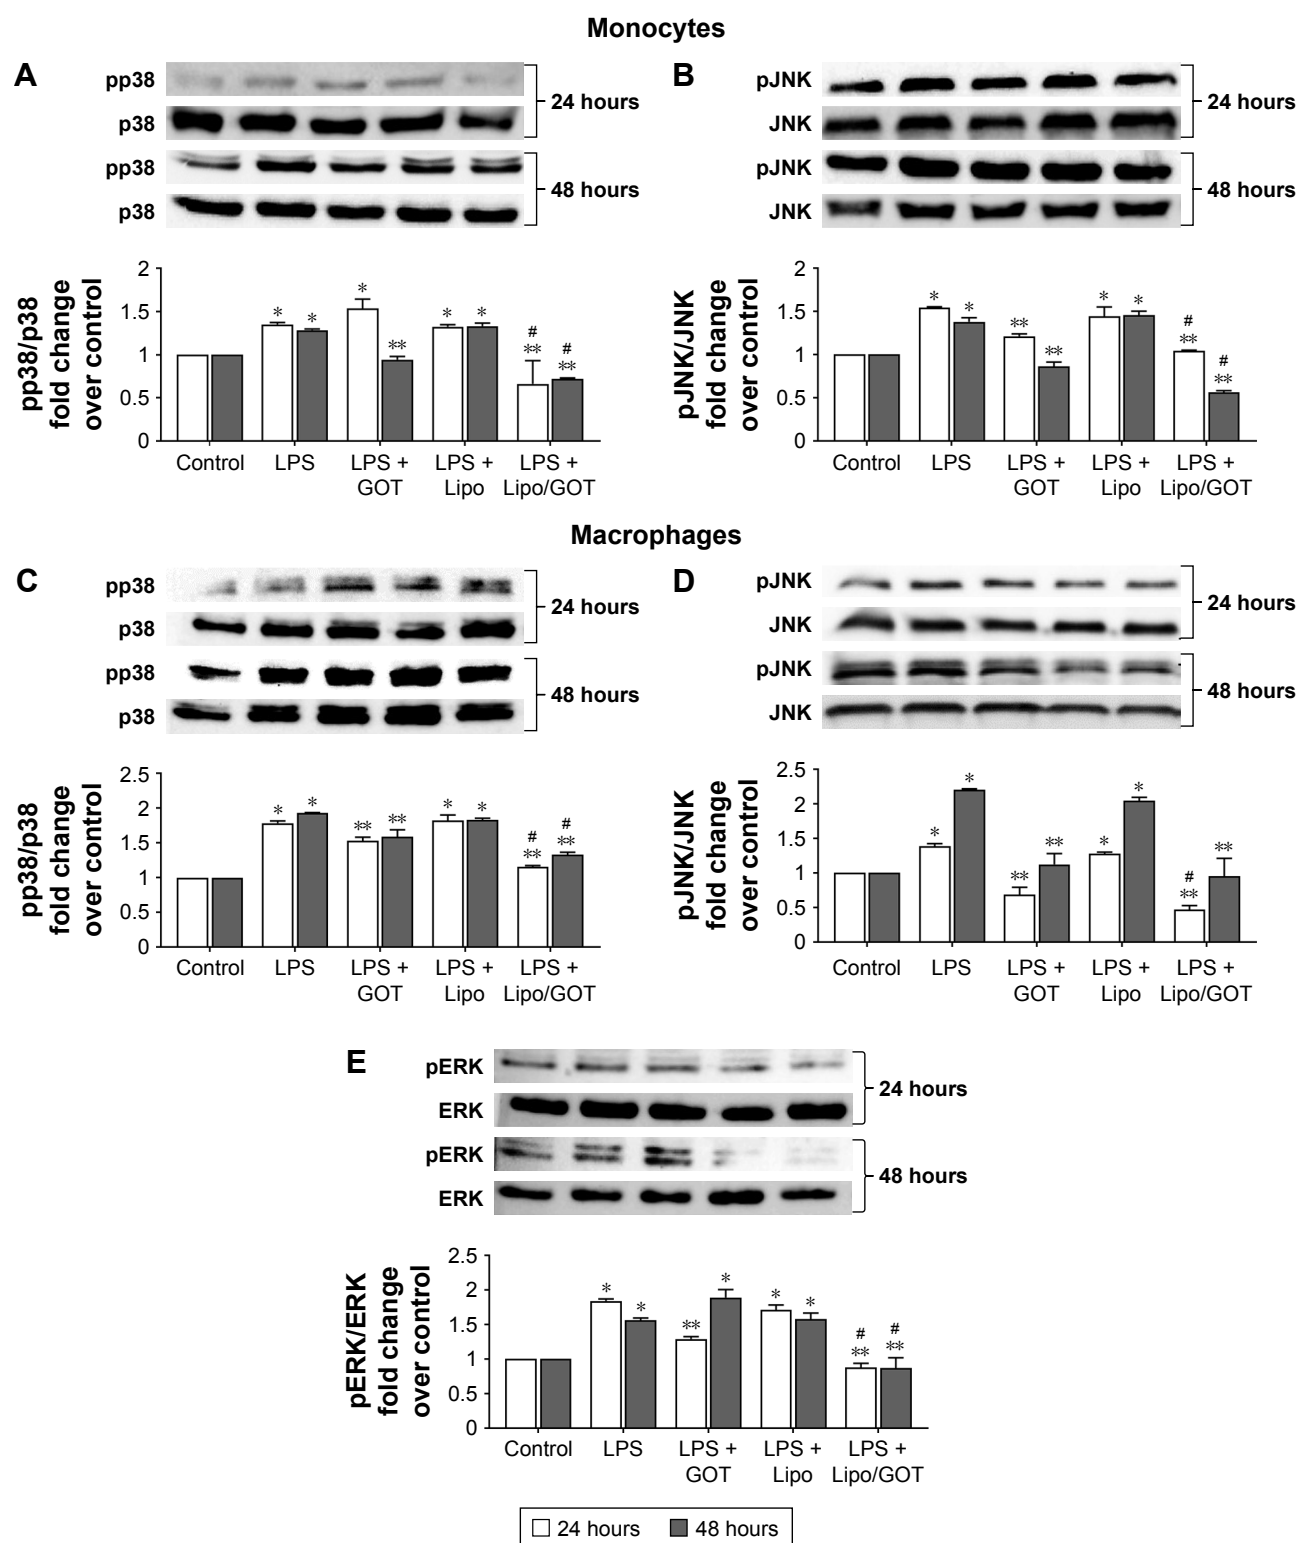 Monocytes
A
pp38
p38
24 hours
pp38
p38
48 hours
pp38/p38
fold change
over control
2
1.5
1
0.5
0
* * * ** * * # ** # **
Control LPS LPS + GOT LPS + Lipo LPS + Lipo/GOT
B
pJNK
JNK
24 hours
pJNK
JNK
48 hours
pJNK/JNK
fold change
over control
2
1.5
1
0.5
0
* * ** ** * * # ** # **
Control LPS LPS + GOT LPS + Lipo LPS + Lipo/GOT
Macrophages
C
pp38
p38
24 hours
pp38
p38
48 hours
pp38/p38
fold change
over control
2.5
2
1.5
1
0.5
0
* * ** ** * * # ** # **
Control LPS LPS + GOT LPS + Lipo LPS + Lipo/GOT
D
pJNK
JNK
24 hours
pJNK
JNK
48 hours
pJNK/JNK
fold change
over control
2.5
2
1.5
1
0.5
0
* * ** ** * * # ** **
Control LPS LPS + GOT LPS + Lipo LPS + Lipo/GOT
E
pERK
ERK
24 hours
pERK
ERK
48 hours
pERK/ERK
fold change
over control
2.5
2
1.5
1
0.5
0
* * ** * * * # ** # **
Control LPS LPS + GOT LPS + Lipo LPS + Lipo/GOT
24 hours 48 hours